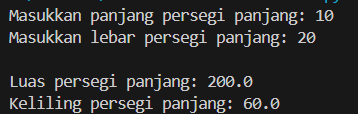 Masukkan panjang persegi panjang: 10
Masukkan lebar persegi panjang: 20
Luas persegi panjang: 200.0
Keliling persegi panjang: 60.0